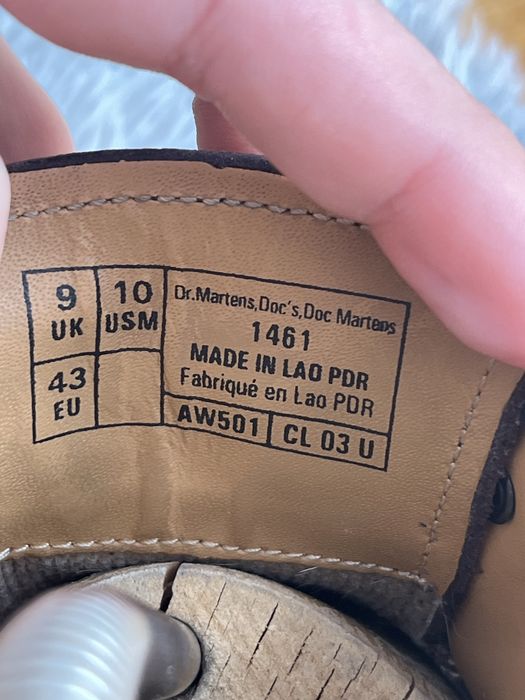 9
UK
10
USM
43
EU
Dr.Martens,Doc's,Doc Martens
1461
MADE IN LAO PDR
Fabriqué en Lao PDR
AW501
CL 03 U